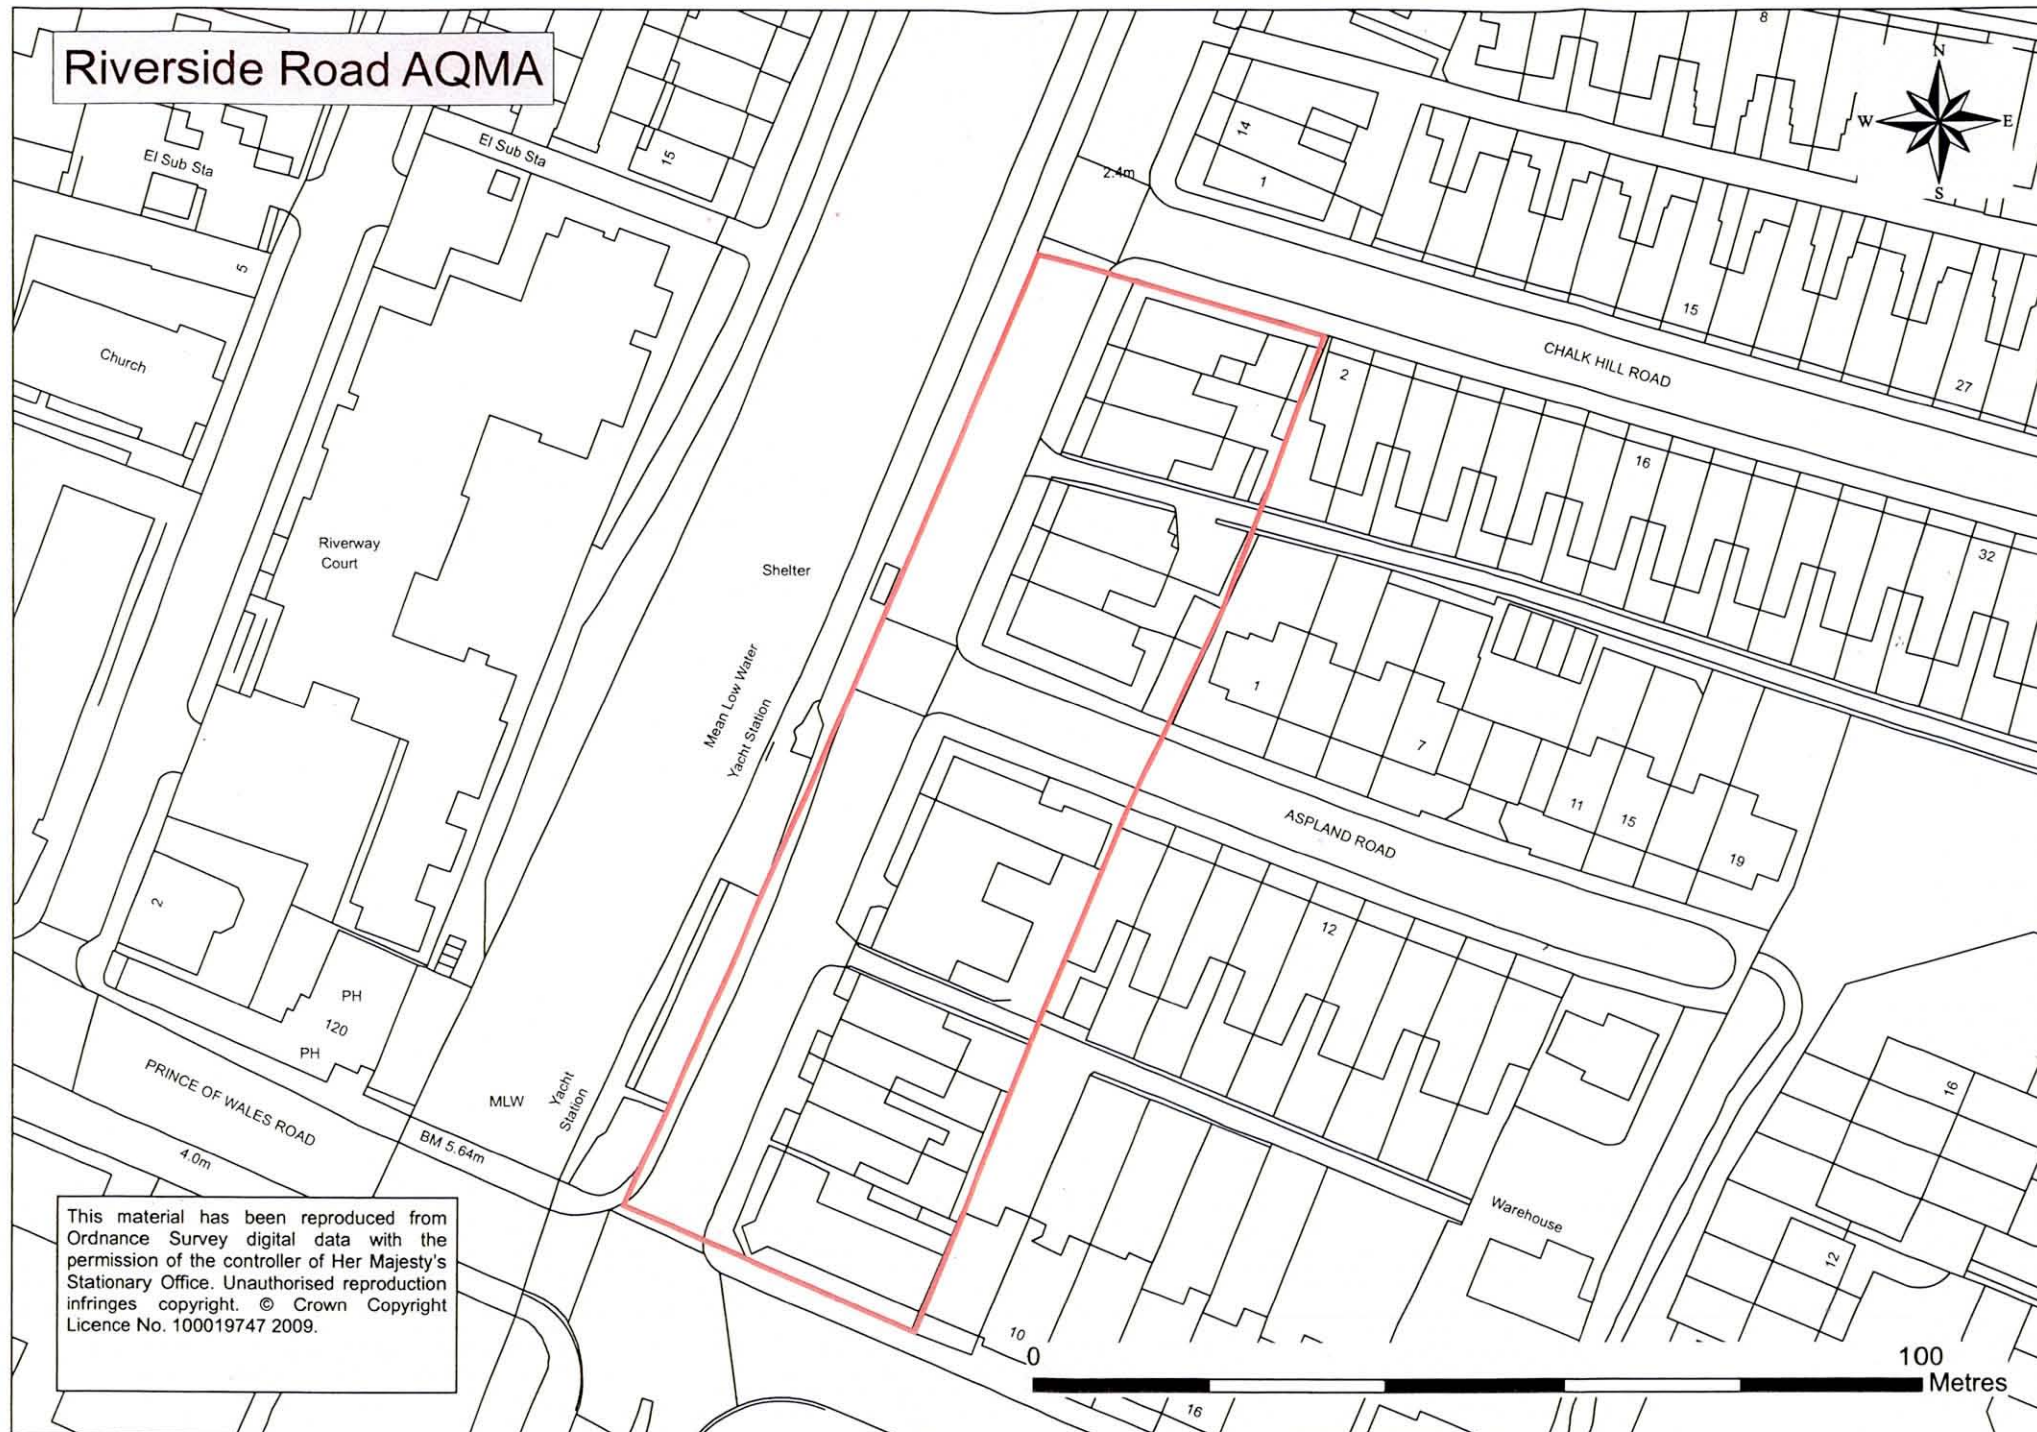 Riverside Road AQMA
8
N
W
E
S
El Sub Sta
El Sub Sta
15
14
1
2.4m
5
Church
15
CHALK HILL ROAD
27
2
16
32
Riverway
Court
Shelter
Mean Low Water
Yacht Station
1
7
11
15
19
ASPLAND ROAD
2
12
PH
120
PH
PRINCE OF WALES ROAD
4.0m
MLW
Yacht
Station
BM 5.64m
16
12
Warehouse
10
16
This material has been reproduced from
Ordnance Survey digital data with the
permission of the controller of Her Majesty's
Stationary Office. Unauthorised reproduction
infringes copyright. © Crown Copyright
Licence No. 100019747 2009.
0
100
Metres